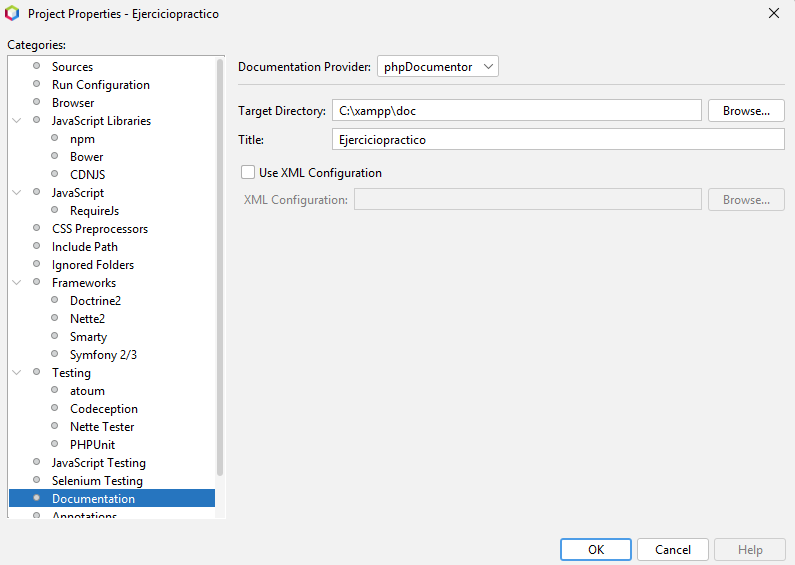 Project Properties - Ejerciciopractico
Categories:
Sources
Run Configuration
Browser
JavaScript Libraries
npm
Bower
CDNJS
JavaScript
RequireJs
CSS Preprocessors
Include Path
Ignored Folders
Frameworks
Doctrine2
Nette2
Smarty
Symfony 2/3
Testing
atoum
Codeception
Nette Tester
PHPUnit
JavaScript Testing
Selenium Testing
Documentation
Annotations
Documentation Provider: phpDocumentor
Target Directory: C:\xampp\doc Browse...
Title: Ejerciciopractico
Use XML Configuration
XML Configuration: Browse...
OK Cancel Help